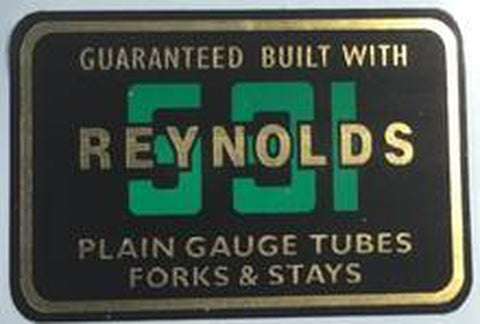 GUARANTEED BUILT WITH
531
REYNOLDS
PLAIN GAUGE TUBES
FORKS & STAYS